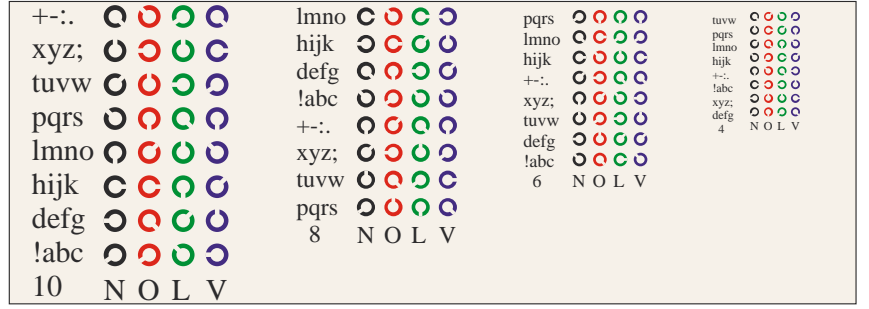 +-:.
xyz;
tuvw
pqrs
lmno
hijk
defg
!abc
10 N O L V
lmno
hijk
defg
!abc
+-:.
xyz;
tuvw
pqrs
8 N O L V
pqrs
lmno
hijk
+-:.
xyz;
tuvw
defg
!abc
6 N O L V
tuvw
pqrs
lmno
hijk
+-:.
!abc
xyz;
defg
4 N O L V